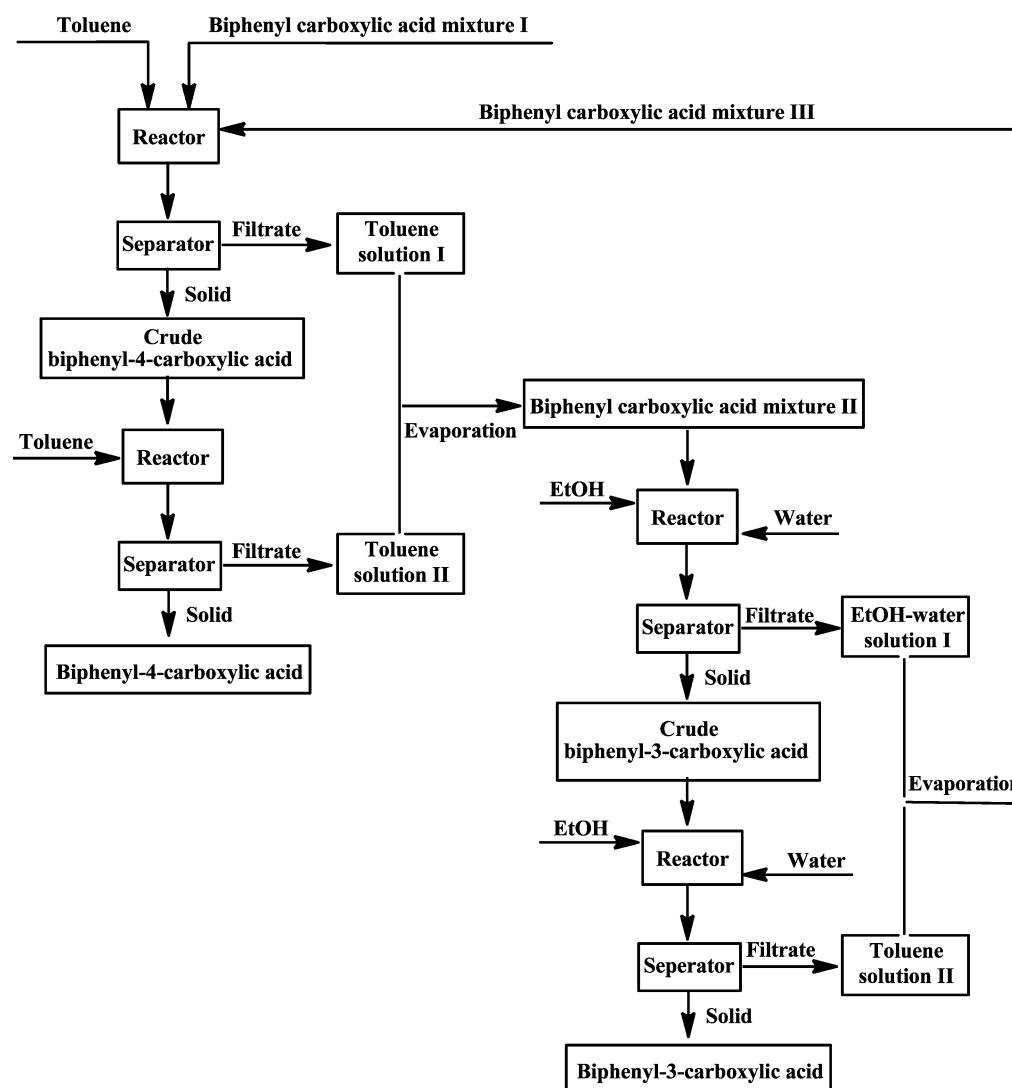 Toluene
Biphenyl carboxylic acid mixture I
Biphenyl carboxylic acid mixture III
Reactor
Separator
Filtrate
Toluene
solution I
Solid
Crude
biphenyl-4-carboxylic acid
Toluene
Reactor
Evaporation
Biphenyl carboxylic acid mixture II
Separator
Filtrate
Toluene
solution II
Solid
Biphenyl-4-carboxylic acid
EtOH
Reactor
Water
Separator
Filtrate
EtOH-water
solution I
Solid
Crude
biphenyl-3-carboxylic acid
Evaporation
EtOH
Reactor
Water
Seperator
Filtrate
Toluene
solution II
Solid
Biphenyl-3-carboxylic acid